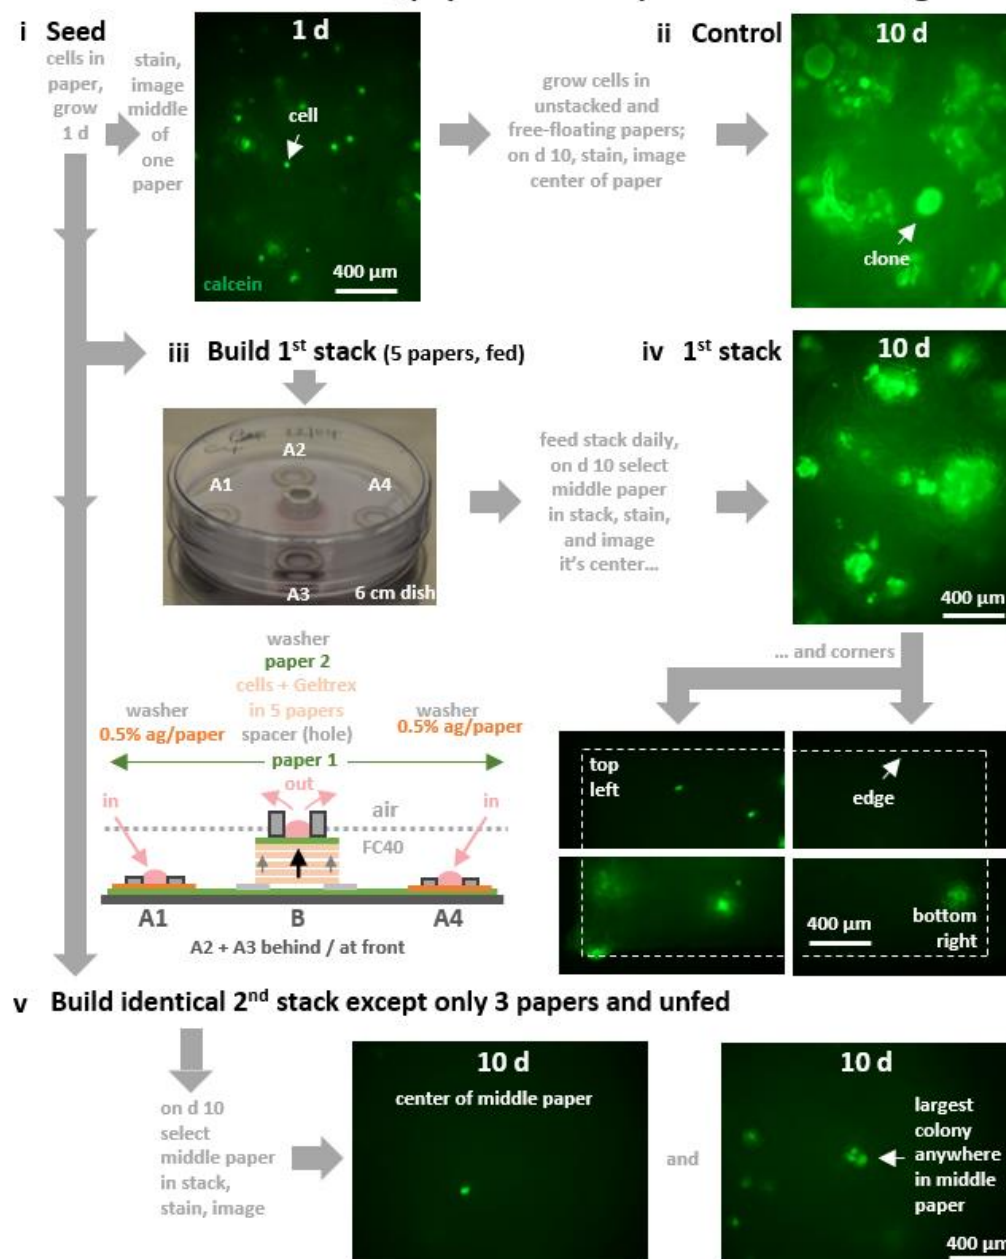 i Seed
cells in
paper,
grow
1 d
stain,
image
middle
of
one
paper
1 d
cell
calcein
400 µm
grow cells in
unstacked and
free-floating papers;
on d 10, stain, image
center of paper
ii Control
10 d
clone
iii Build 1st stack (5 papers, fed)
A2
A1
A4
A3
6 cm dish
feed stack daily,
on d 10 select
middle paper
in stack, stain,
and image
it's center...
iv 1st stack
10 d
400 µm
... and corners
washer
paper 2
cells + Geltrex
in 5 papers
spacer (hole)
washer
0.5% ag/paper
washer
0.5% ag/paper
paper 1
out
in
in
air
FC40
A1
B
A4
A2 + A3 behind / at front
top
left
edge
400 µm
bottom
right
v Build identical 2nd stack except only 3 papers and unfed
on d 10
select
middle paper
in stack,
stain, image
10 d
center of middle paper
and
10 d
largest
colony
anywhere
in middle
paper
400 µm